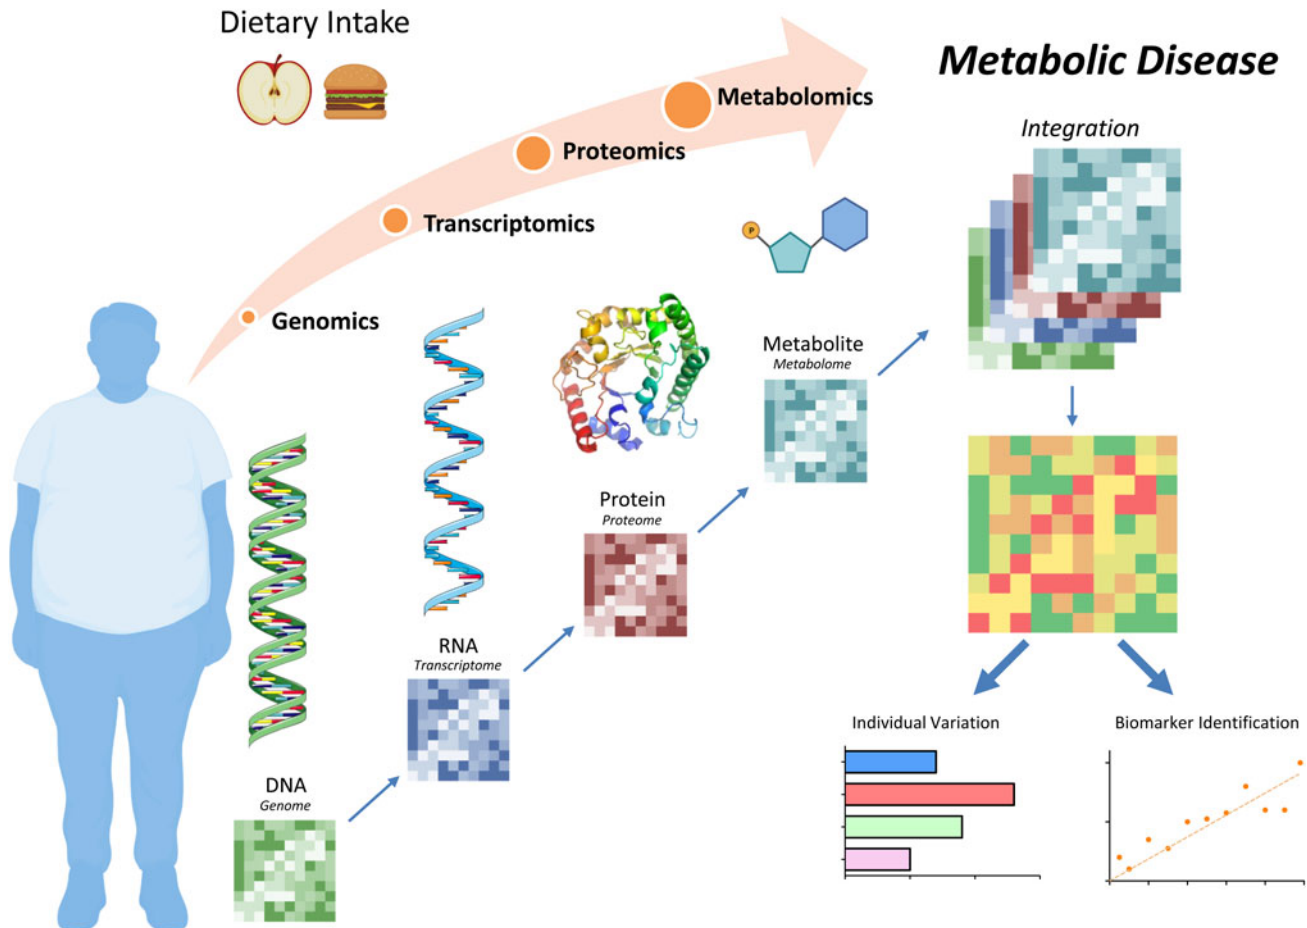 Dietary Intake
Metabolic Disease
Metabolomics
Proteomics
Transcriptomics
Genomics
Integration
P
Metabolite
Metabolome
Protein
Proteome
RNA
Transcriptome
DNA
Genome
Individual Variation
Biomarker Identification